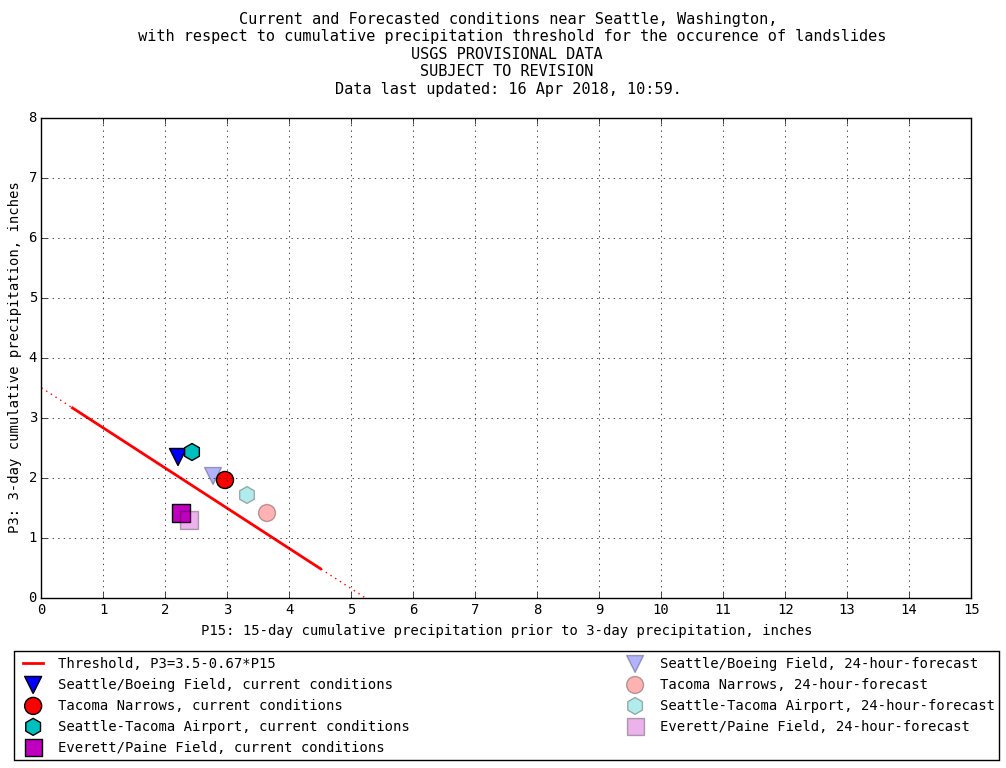 Current and Forecasted conditions near Seattle, Washington,
with respect to cumulative precipitation threshold for the occurence of landslides
USGS PROVISIONAL DATA
SUBJECT TO REVISION
Data last updated: 16 Apr 2018, 10:59.
P3: 3-day cumulative precipitation, inches
8
7
6
5
4
3
2
1
0
0 1 2 3 4 5 6 7 8 9 10 11 12 13 14 15
P15: 15-day cumulative precipitation prior to 3-day precipitation, inches
Threshold, P3=3.5-0.67*P15
Seattle/Boeing Field, current conditions
Tacoma Narrows, current conditions
Seattle-Tacoma Airport, current conditions
Everett/Paine Field, current conditions
Seattle/Boeing Field, 24-hour-forecast
Tacoma Narrows, 24-hour-forecast
Seattle-Tacoma Airport, 24-hour-forecast
Everett/Paine Field, 24-hour-forecast